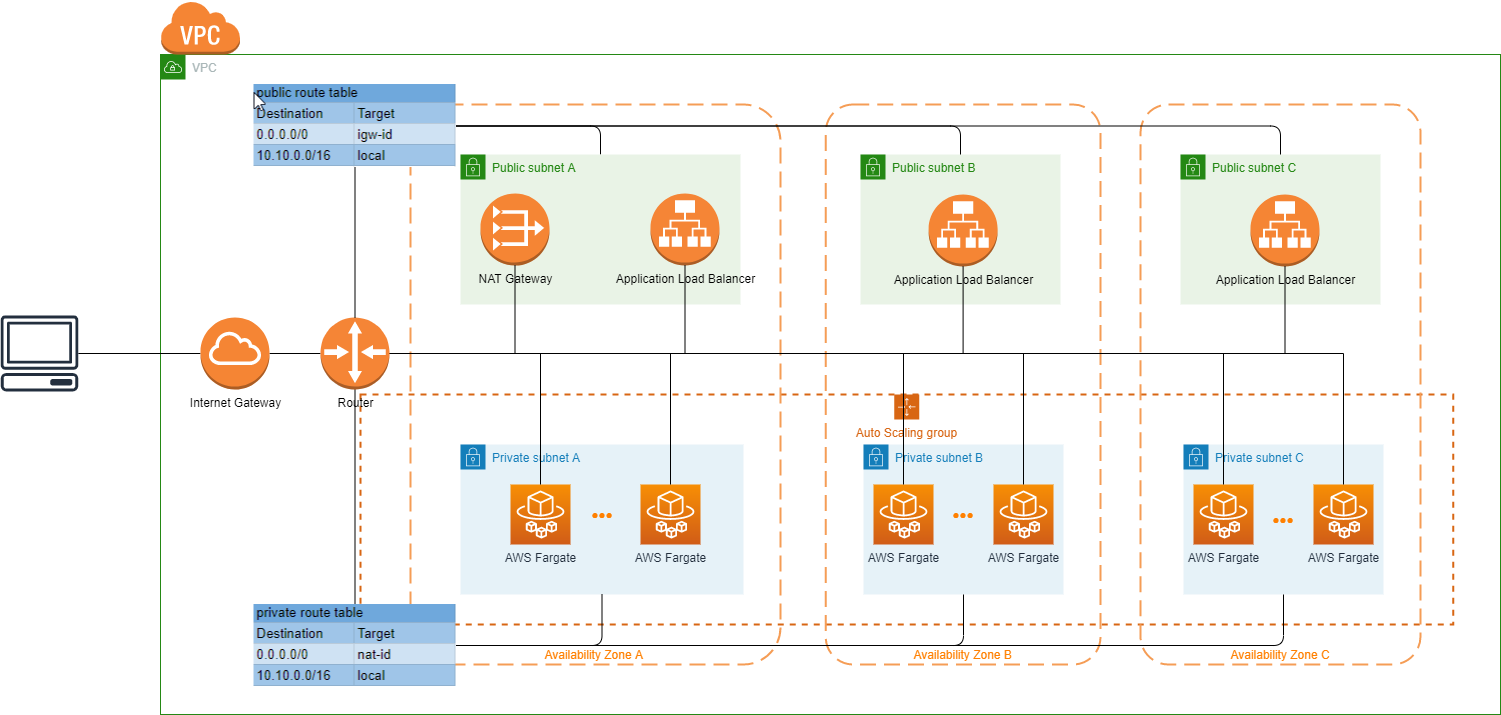 VPC
VPC
public route table
Destination Target
0.0.0.0/0 igw-id
10.10.0.0/16 local
Public subnet A
Public subnet B
Public subnet C
NAT Gateway
Application Load Balancer
Application Load Balancer
Application Load Balancer
Internet Gateway
Router
Auto Scaling group
Private subnet A
Private subnet B
Private subnet C
AWS Fargate
AWS Fargate
AWS Fargate
AWS Fargate
AWS Fargate
AWS Fargate
private route table
Destination Target
0.0.0.0/0 nat-id
10.10.0.0/16 local
Availability Zone A
Availability Zone B
Availability Zone C